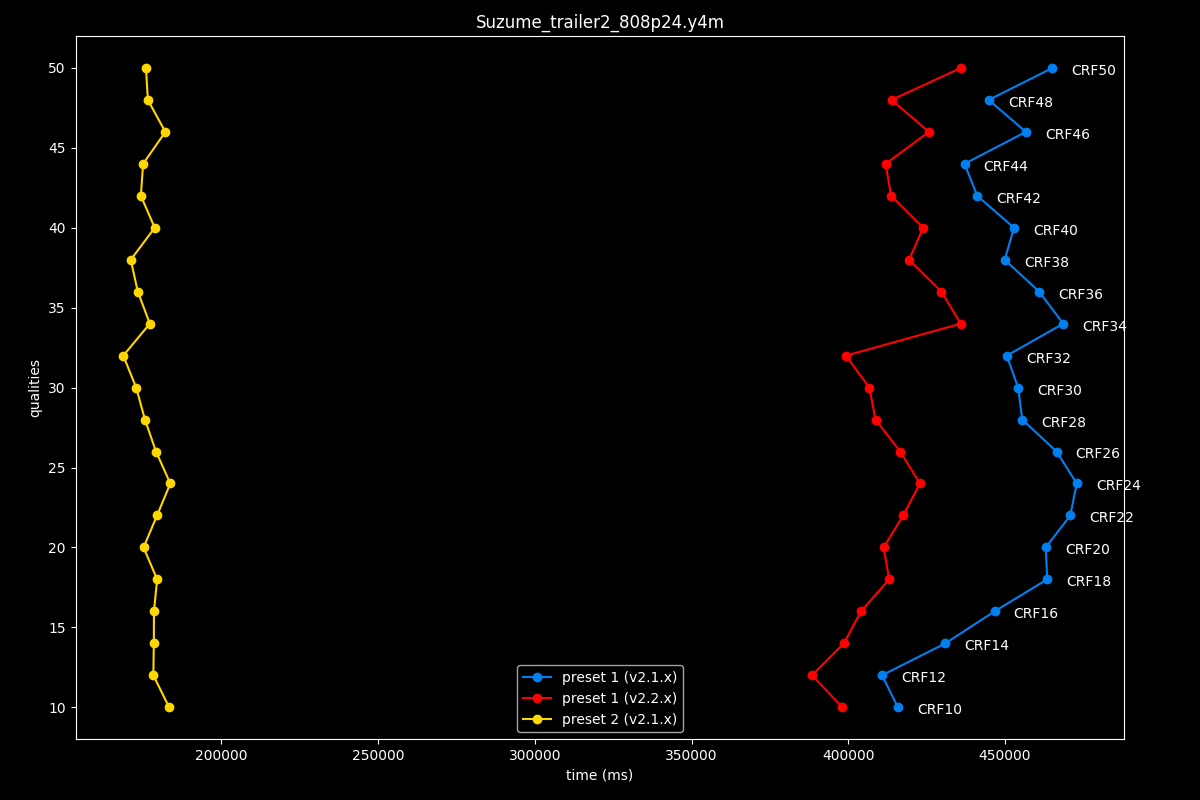 Suzume_trailer2_808p24.y4m
50
45
40
35
30
25
20
15
10
qualities
CRF50
CRF48
CRF46
CRF44
CRF42
CRF40
CRF38
CRF36
CRF34
CRF32
CRF30
CRF28
CRF26
CRF24
CRF22
CRF20
CRF18
CRF16
CRF14
CRF12
CRF10
preset 1 (v2.1.x)
preset 1 (v2.2.x)
preset 2 (v2.1.x)
200000
250000
300000
350000
400000
450000
time (ms)